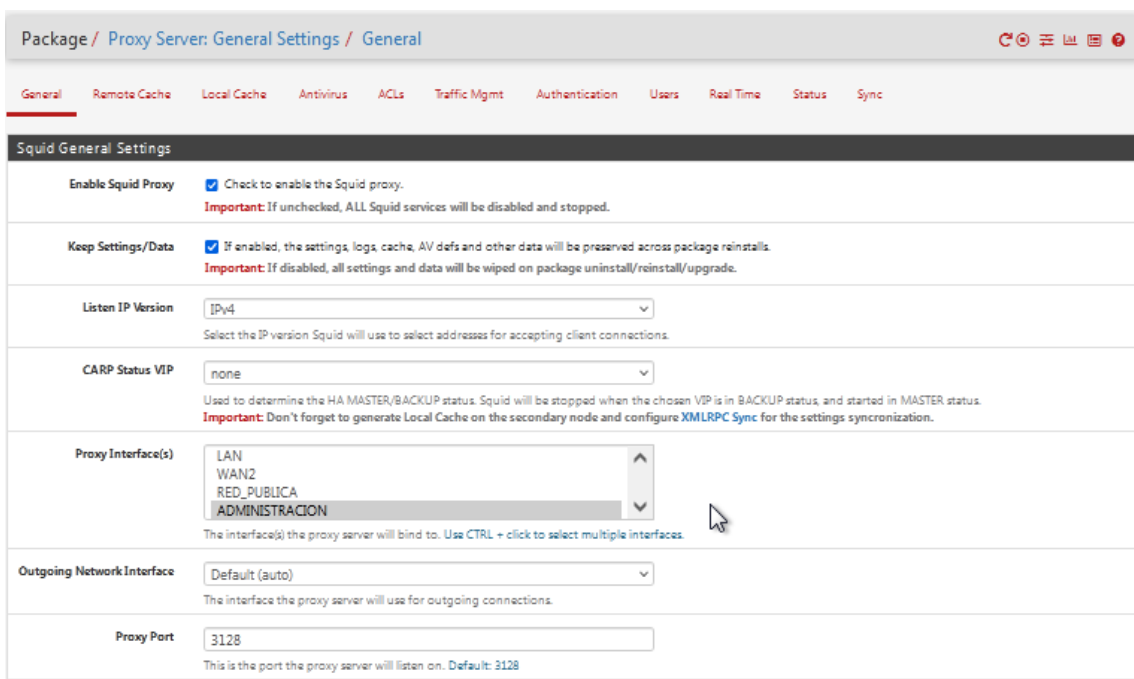 Package / Proxy Server: General Settings / General
General Remote Cache Local Cache Antivirus ACLs Traffic Mgmt Authentication Users Real Time Status Sync
Squid General Settings
Enable Squid Proxy Check to enable the Squid proxy.
Important: If unchecked, ALL Squid services will be disabled and stopped.
Keep Settings/Data If enabled, the settings, logs, cache, AV defs and other data will be preserved across package reinstalls.
Important: If disabled, all settings and data will be wiped on package uninstall/reinstall/upgrade.
Listen IP Version IPv4
Select the IP version Squid will use to select addresses for accepting client connections.
CARP Status VIP none
Used to determine the HA MASTER/BACKUP status. Squid will be stopped when the chosen VIP is in BACKUP status, and started in MASTER status.
Important: Don't forget to generate Local Cache on the secondary node and configure XMLRPC Sync for the settings syncronization.
Proxy Interface(s) LAN
WAN2
RED_PUBLICA
ADMINISTRACION
The interface(s) the proxy server will bind to. Use CTRL + click to select multiple interfaces.
Outgoing Network Interface Default (auto)
The interface the proxy server will use for outgoing connections.
Proxy Port 3128
This is the port the proxy server will listen on. Default: 3128